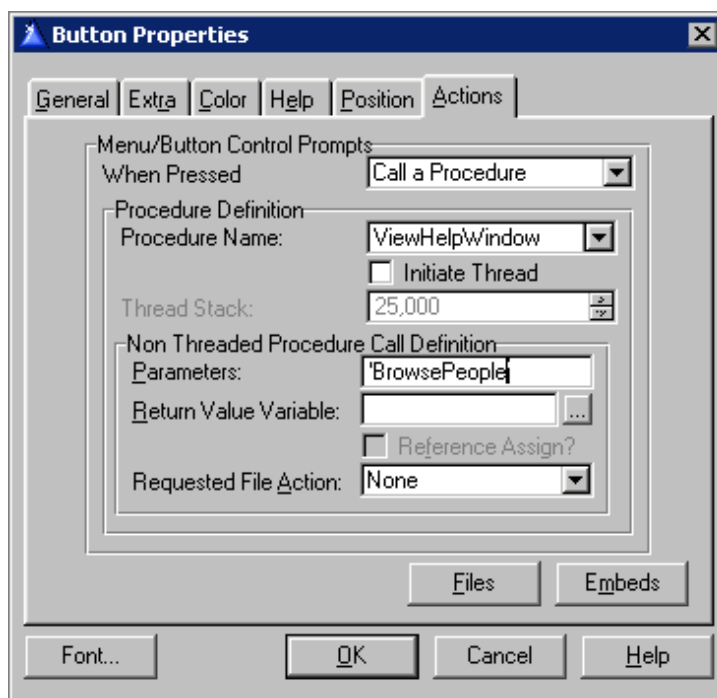 Button Properties
General Extra Color Help Position Actions
Menu/Button Control Prompts
When Pressed Call a Procedure
Procedure Definition
Procedure Name: ViewHelpWindow
Initiate Thread
Thread Stack: 25,000
Non Threaded Procedure Call Definition
Parameters: 'BrowsePeople
Return Value Variable: ...
Reference Assign?
Requested File Action: None
Files Embeds
Font... OK Cancel Help